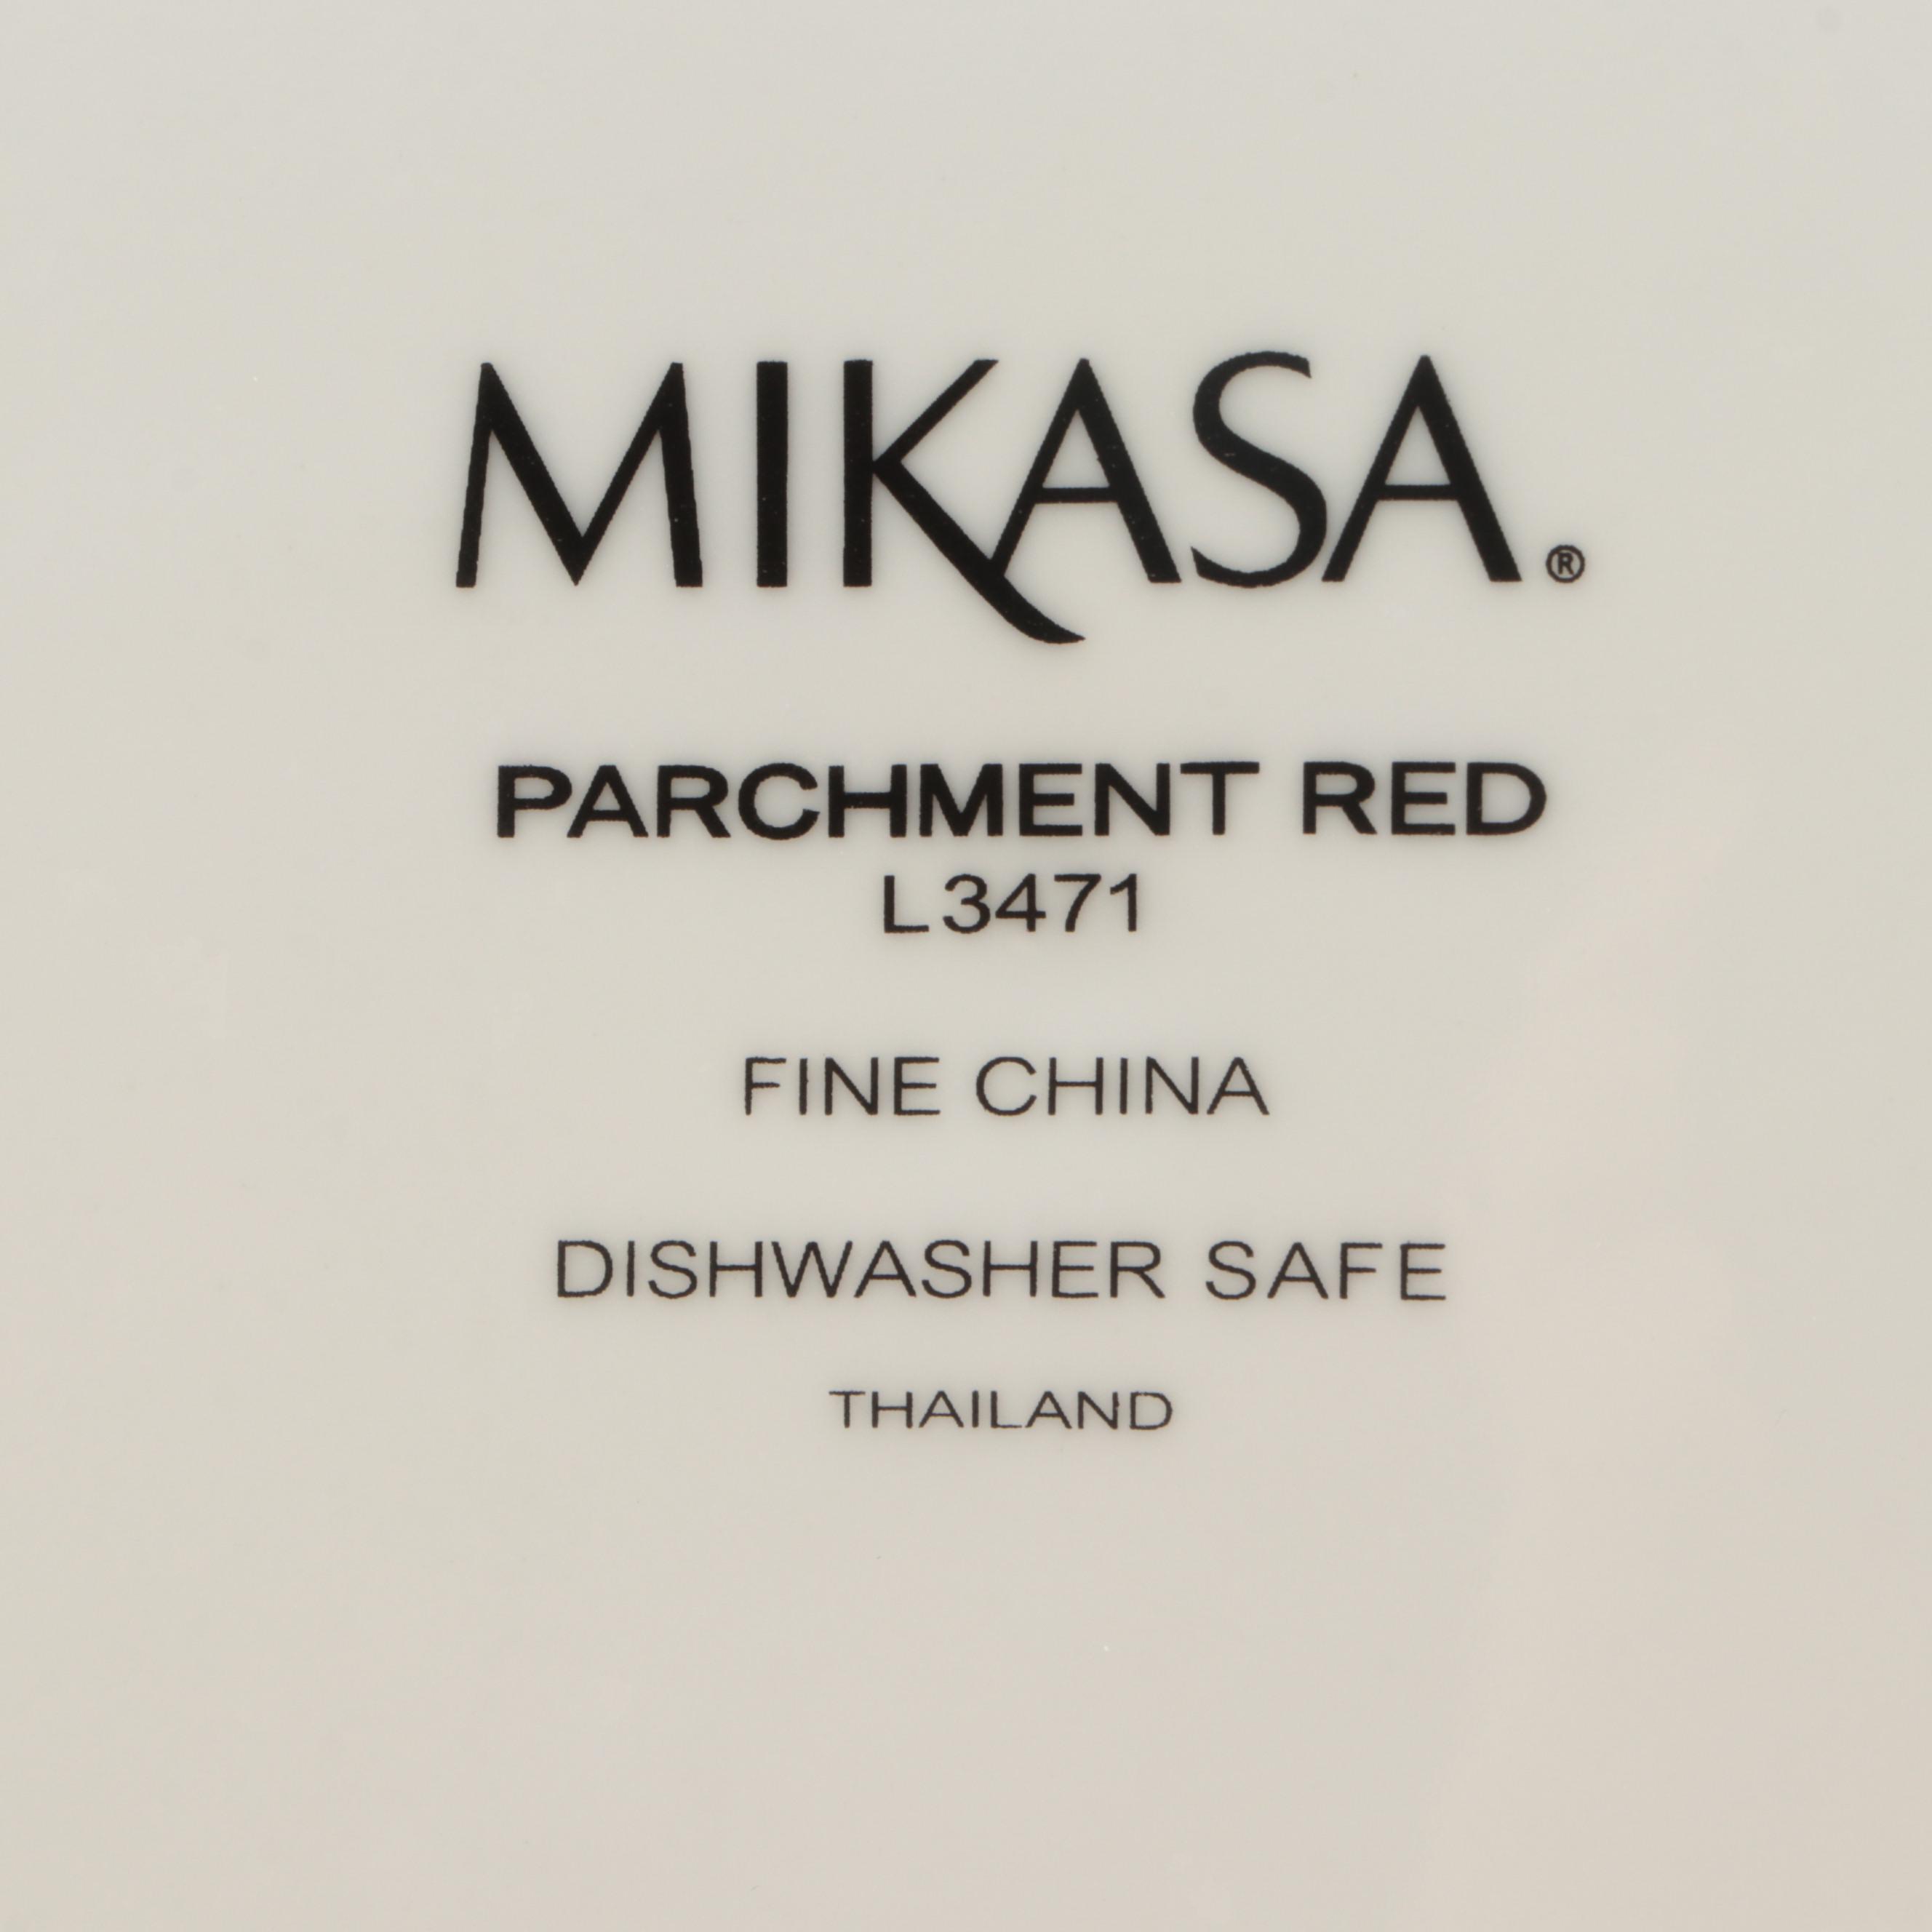 MIKASA®
PARCHMENT RED
L3471
FINE CHINA
DISHWASHER SAFE
THAILAND